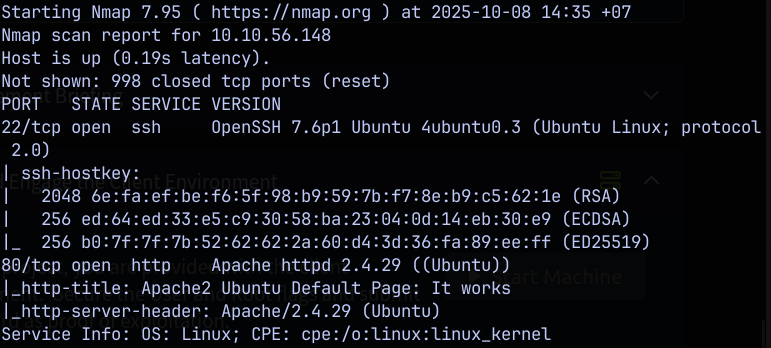 Starting Nmap 7.95 ( https://nmap.org ) at 2025-10-08 14:35 +07
Nmap scan report for 10.10.56.148
Host is up (0.19s latency).
Not shown: 998 closed tcp ports (reset)
PORT   STATE SERVICE VERSION
22/tcp open  ssh     OpenSSH 7.6p1 Ubuntu 4ubuntu0.3 (Ubuntu Linux; protocol
 2.0)
| ssh-hostkey:
|   2048 6e:fa:ef:be:f6:5f:98:b9:59:7b:f7:8e:b9:c5:62:1e (RSA)
|   256 ed:64:ed:33:e5:c9:30:58:ba:23:04:0d:14:eb:30:e9 (ECDSA)
|_  256 b0:7f:7f:7b:52:62:62:2a:60:d4:3d:36:fa:89:ee:ff (ED25519)
80/tcp open  http    Apache httpd 2.4.29 ((Ubuntu))
|_http-title: Apache2 Ubuntu Default Page: It works
|_http-server-header: Apache/2.4.29 (Ubuntu)
Service Info: OS: Linux; CPE: cpe:/o:linux:linux_kernel
Engage the Client Environment
Start Machine